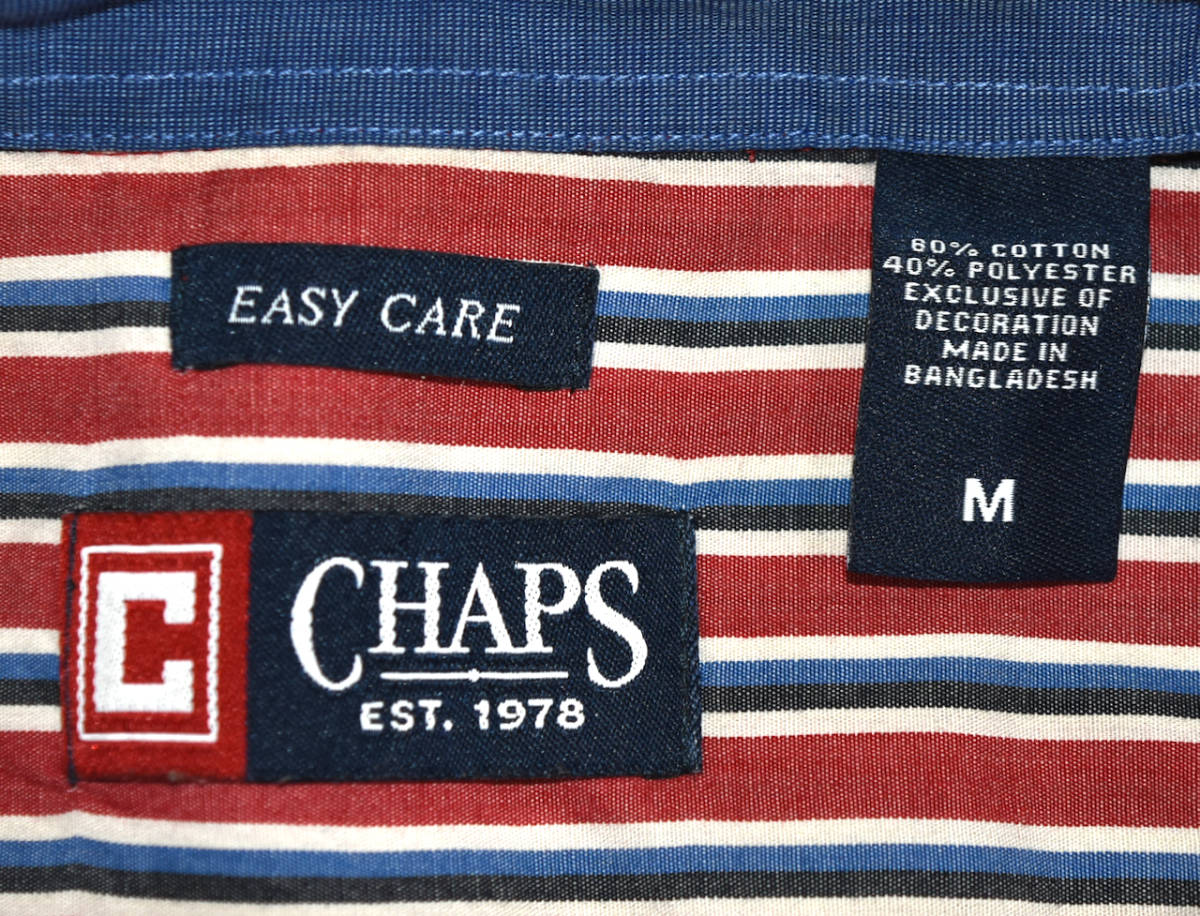 60% COTTON
40% POLYESTER
EXCLUSIVE OF
DECORATION
MADE IN
BANGLADESH
M
EASY CARE
C
CHAPS
EST. 1978